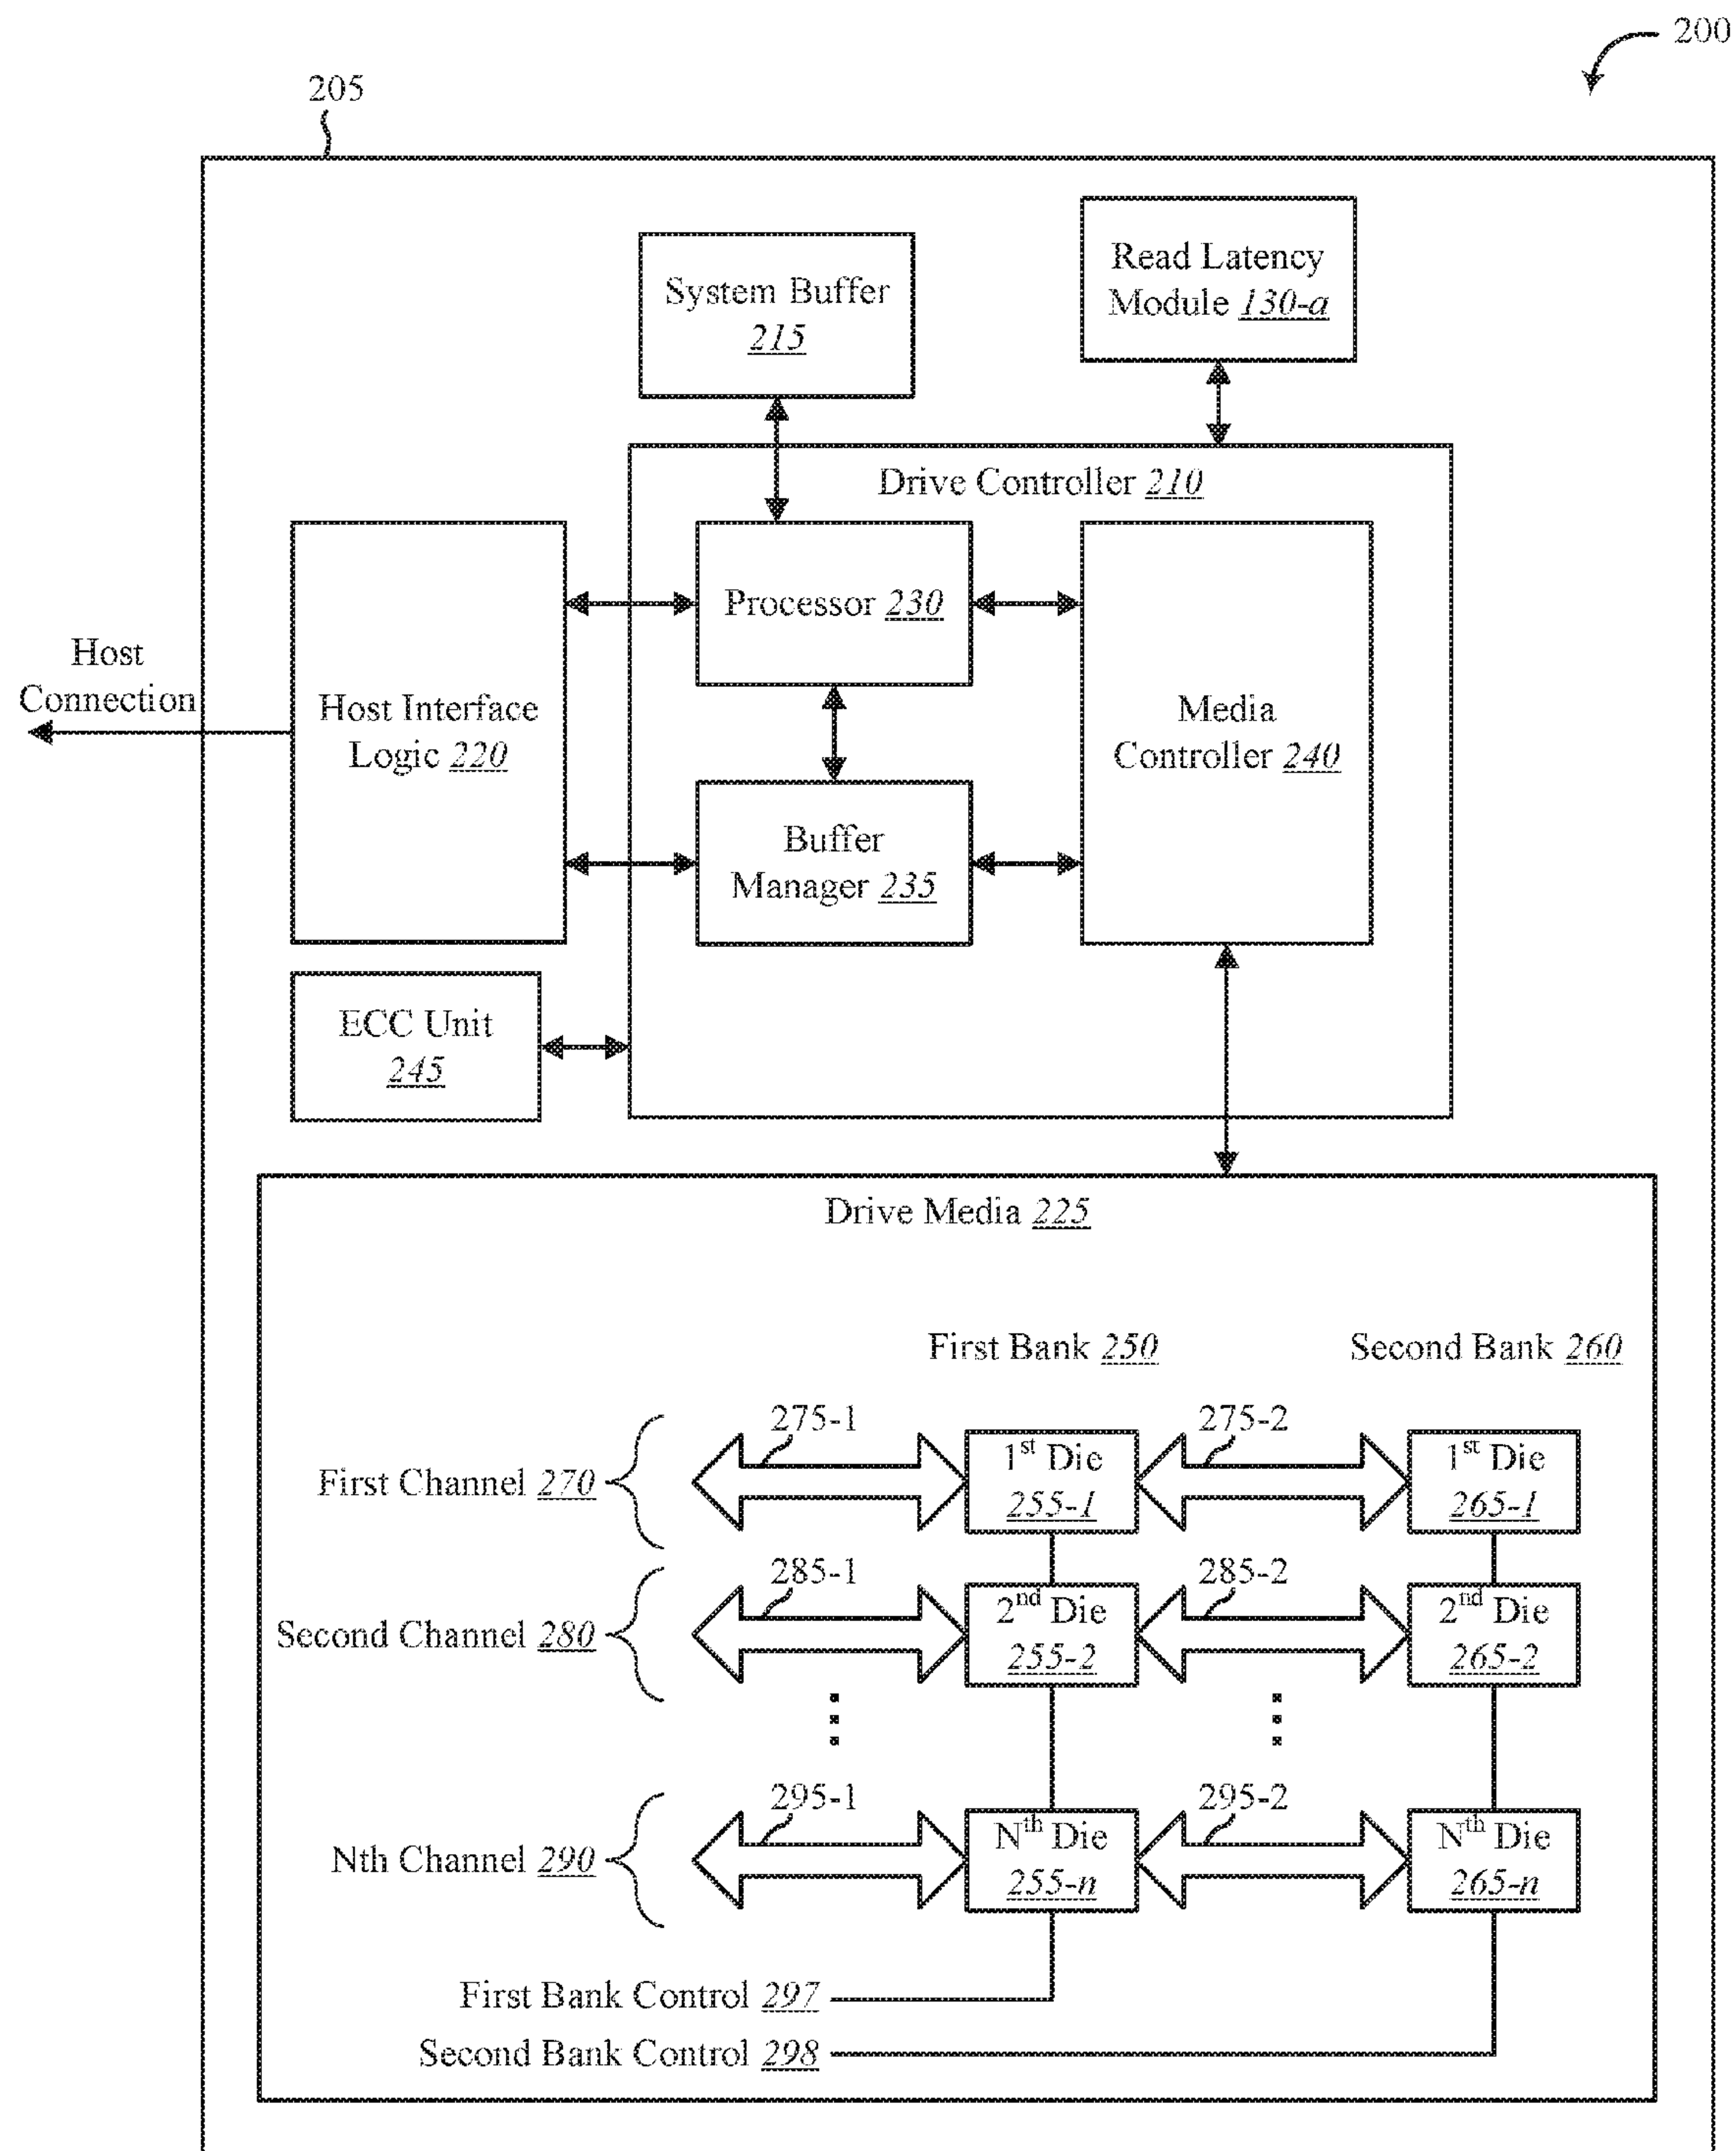 200
205
System Buffer
215
Read Latency
Module 130-a
Drive Controller 210
Host
Connection
Host Interface
Logic 220
Processor 230
Media
Controller 240
Buffer
Manager 235
ECC Unit
245
Drive Media 225
First Bank 250
Second Bank 260
275-1
275-2
First Channel 270
1st Die
255-1
1st Die
265-1
285-1
285-2
Second Channel 280
2nd Die
255-2
2nd Die
265-2
295-1
295-2
Nth Channel 290
Nth Die
255-n
Nth Die
265-n
First Bank Control 297
Second Bank Control 298